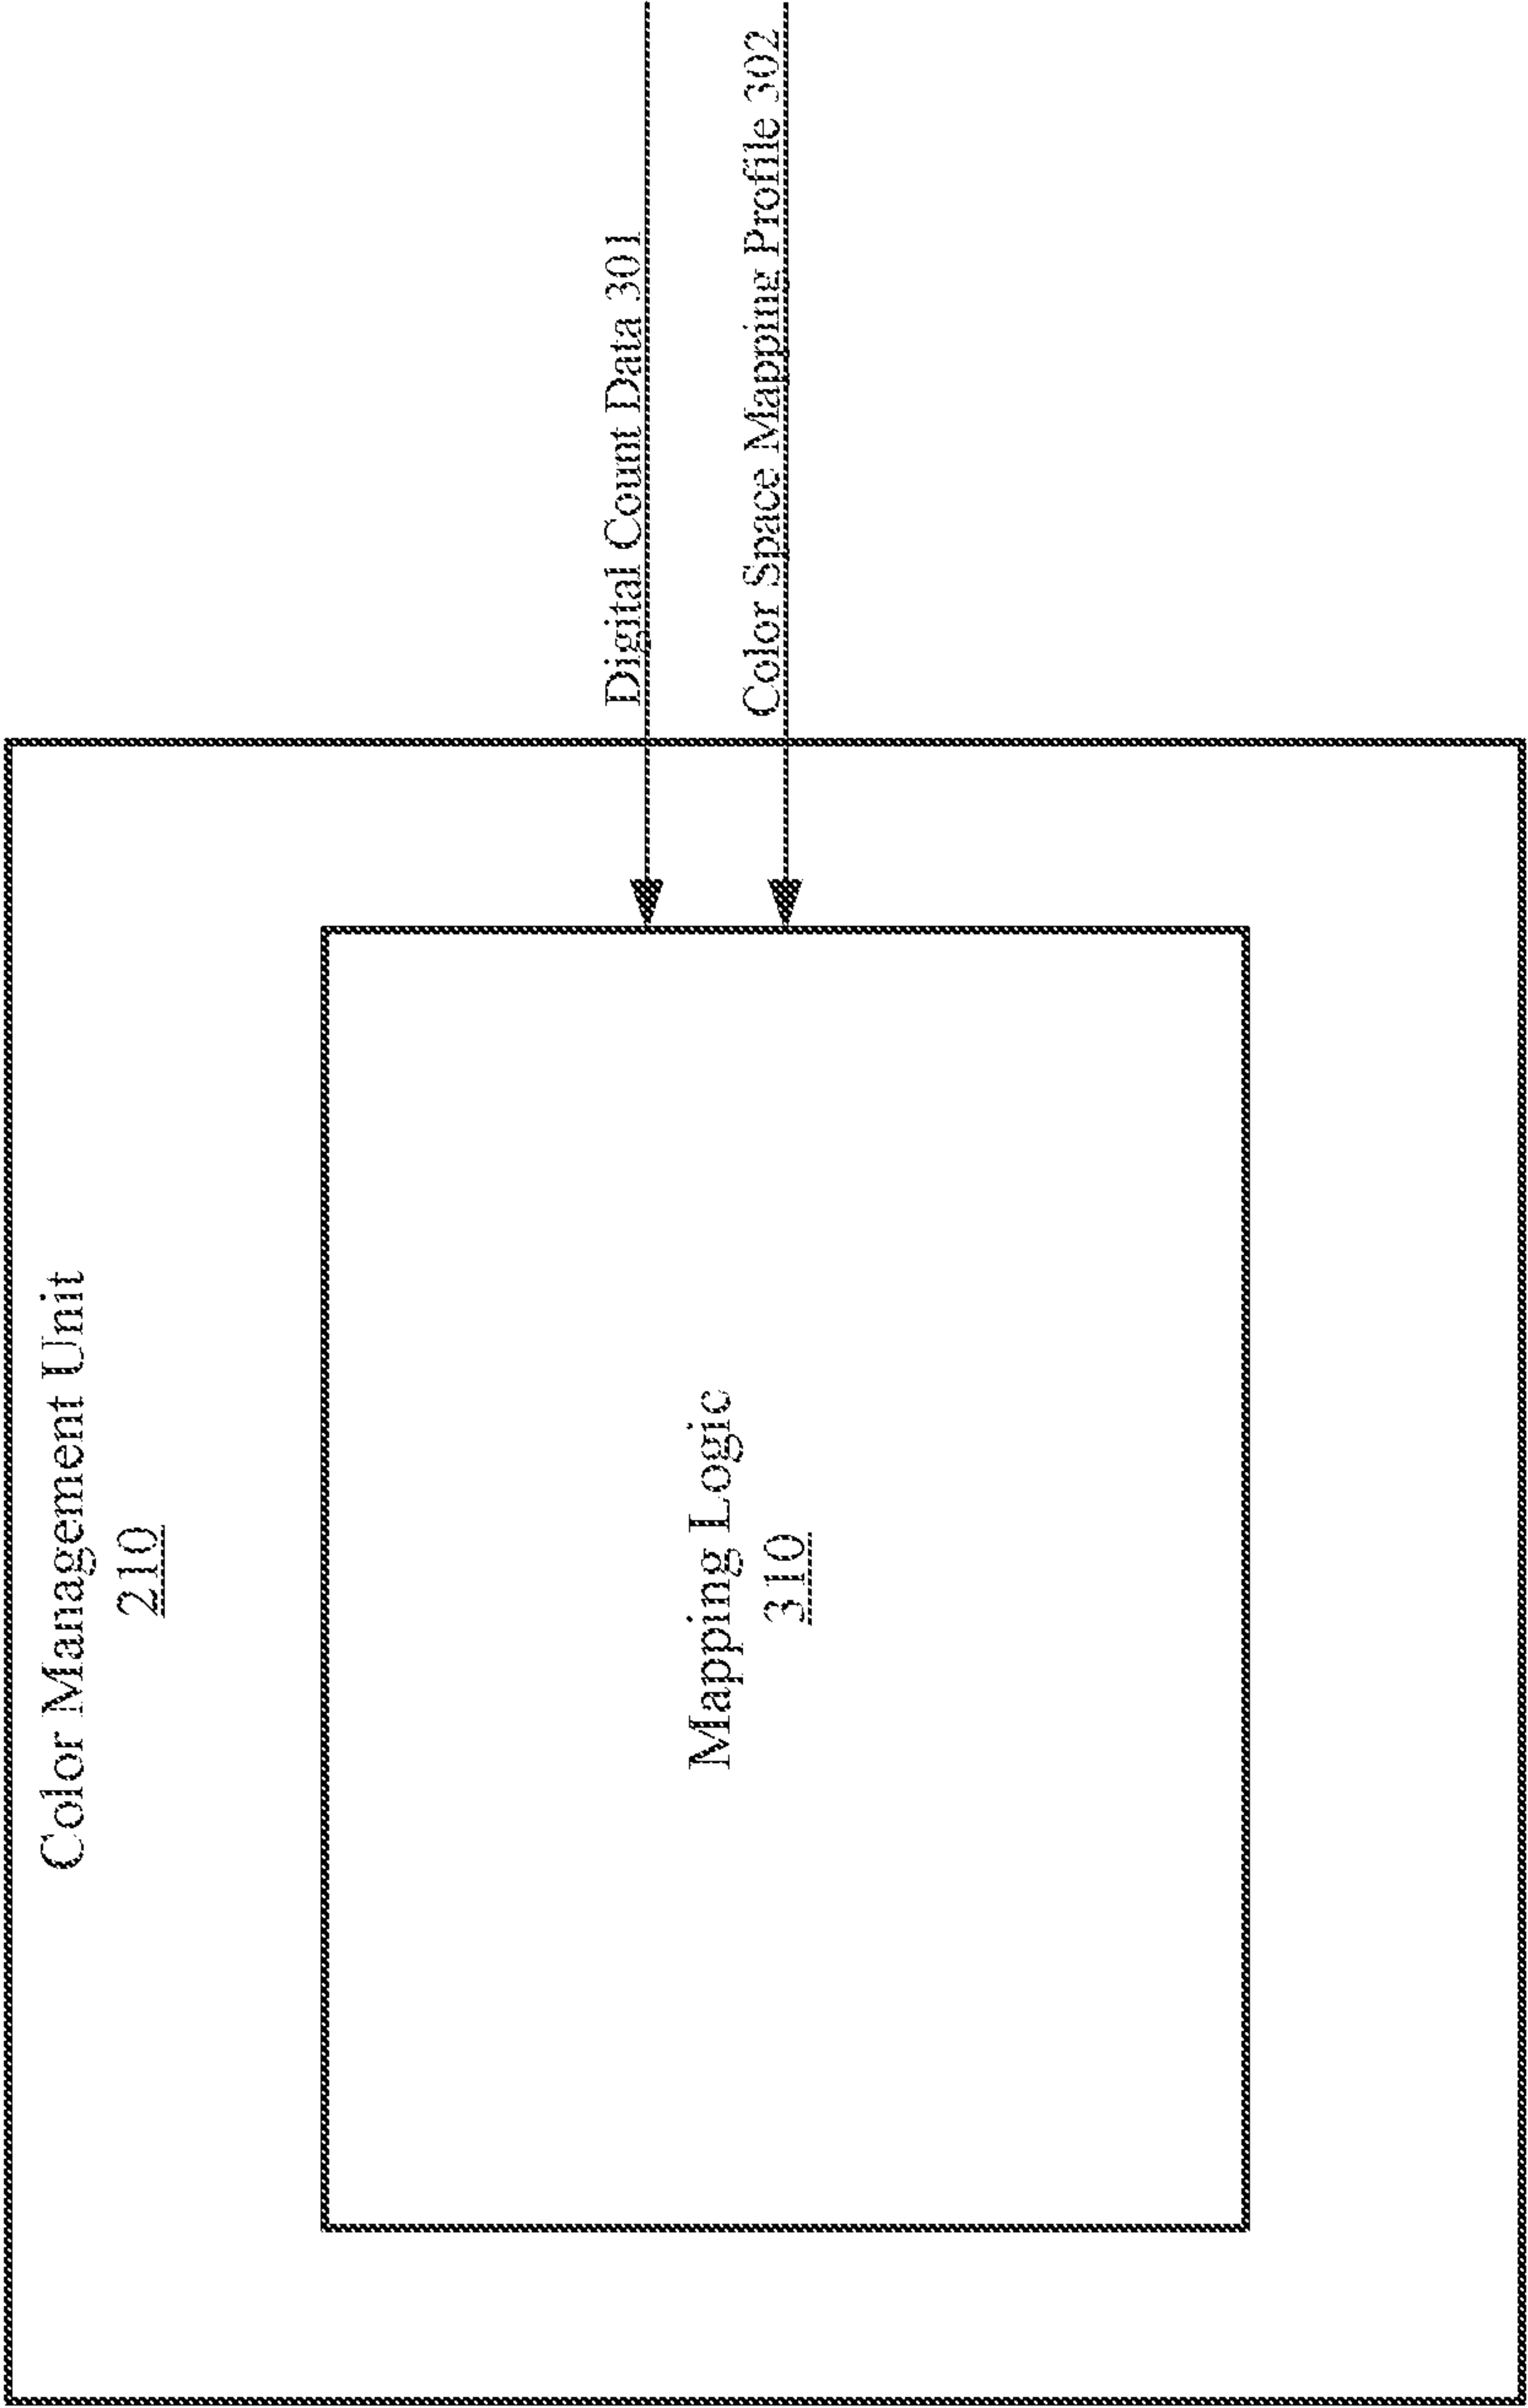 Color Management Unit
210
Mapping Logic
310
Digital Count Data 301
Color Space Mapping Profile 302